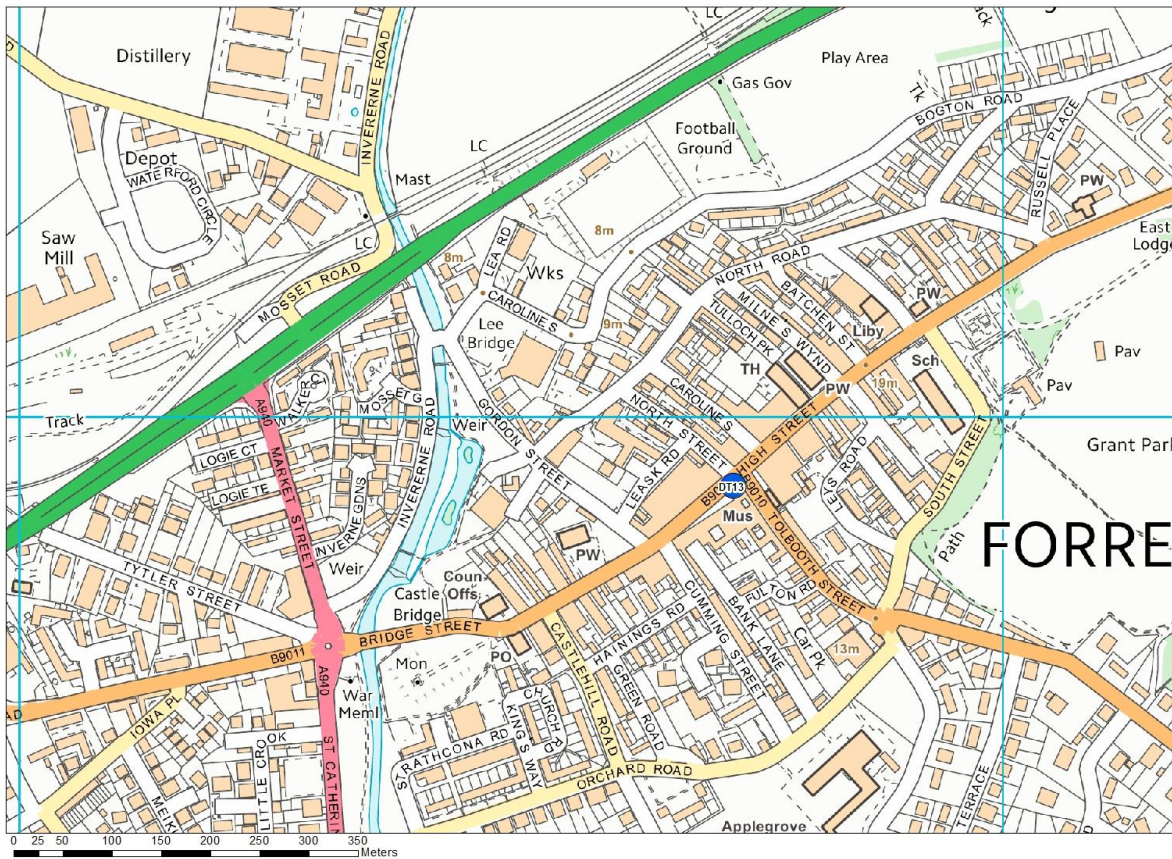 LC
Distillery
INVERERNE ROAD
Play Area
Gas Gov
Tk
BOGTON ROAD
Football
Ground
RUSSELL PLACE
LC
Depot
WATERFORD CIRCLE
Mast
PW
Saw
Mill
LC
8m
8m
LEA RD
Wks
East
Lodge
MOSSET ROAD
NORTH ROAD
CAROLINE S
9m
Lee
Bridge
BATCHEN S
MILNE S WYND
TULLOCH PK
PW
Liby
Sch
TH
PW
19m
Pav
Pav
WALKER
MOSSET G
A940
Track
MARKET STREET
LOGIE CT
LOGIE TE
INVERNE GDNS
INVERERNE ROAD
Weir
GORDON STREET
CAROLINE S
NORTH STREET
LEASK RD
HIGH STREET
DT13
B9010 TOLBOOTH STREET
LEYS ROAD
SOUTH STREET
Grant Park
Mus
FORRE
Path
Weir
PW
TYTLER STREET
Castle
Bridge
Coun
Offs
FULTON RD
BRIDGE STREET
B9011
PO
CASTLEHILL ROAD
HAININGS RD
CUMMING STREET
BANK LANE
Car Pk
13m
Mon
A940
War
Meml
IOWA PL
GREEN ROAD
CHURCH RD
KING'S WAY
STRATHCONA RD
LITTLE CROOK
ST CATHERIN
MEIKL
ORCHARD ROAD
TERRACE
Applegrove
0 25 50 100 150 200 250 300 350
Meters